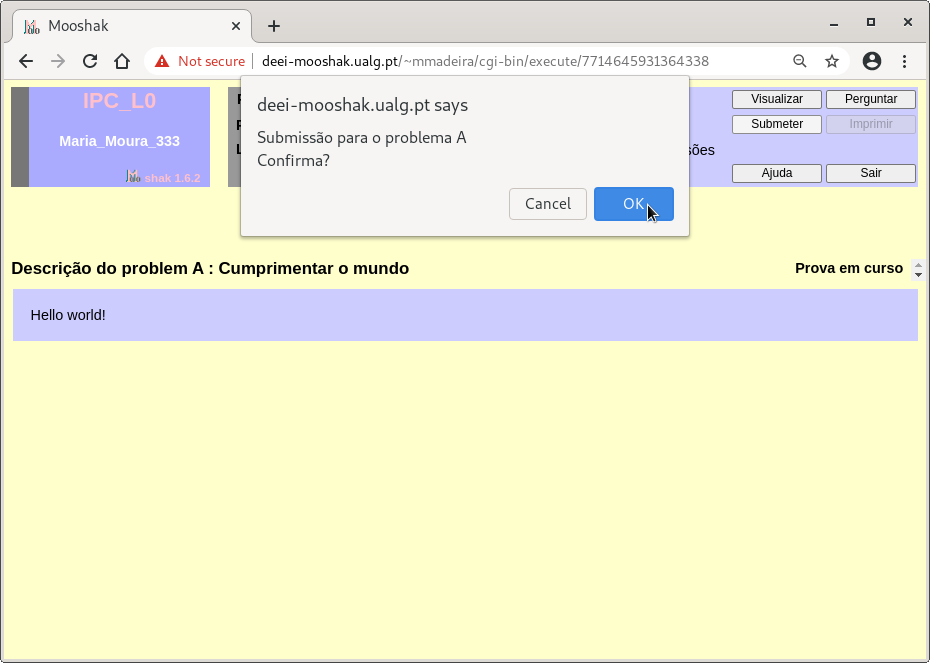 Mooshak
Not secure deei-mooshak.ualg.pt/~mmadeira/cgi-bin/execute/7714645931364338
deei-mooshak.ualg.pt says
Submissão para o problema A
Confirma?
Cancel OK
IPC_L0
Maria_Moura_333
shak 1.6.2
Visualizar Perguntar
Submeter Imprimir
sões
Ajuda Sair
Descrição do problem A : Cumprimentar o mundo
Prova em curso
Hello world!